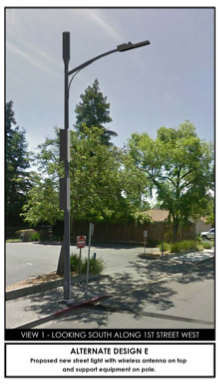 VIEW 1 - LOOKING SOUTH ALONG 1ST STREET WEST
ALTERNATE DESIGN E
Proposed new street light with wireless antenna on top
and support equipment on pole.